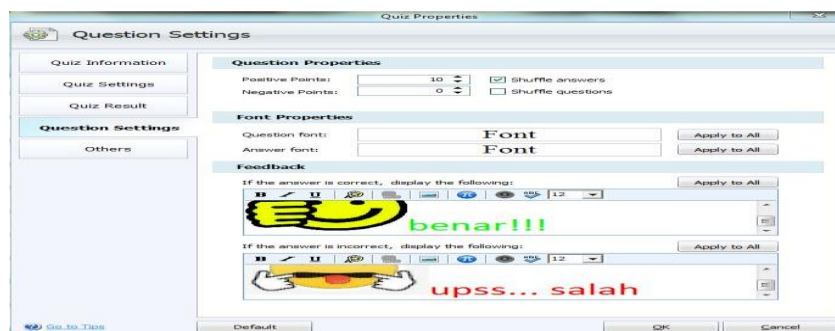 Quiz Properties
Question Settings
Quiz Information
Quiz Settings
Quiz Result
Question Settings
Others
Question Properties
Positive Points: 10 Shuffle answers
Negative Points: 0 Shuffle questions
Font Properties
Question font: Font Apply to All
Answer font: Font Apply to All
Feedback
If the answer is correct, display the following: Apply to All
B I U ABC 12
benar!!!
If the answer is incorrect, display the following: Apply to All
B I U ABC 12
upss... salah
Go to Tips Default OK Cancel